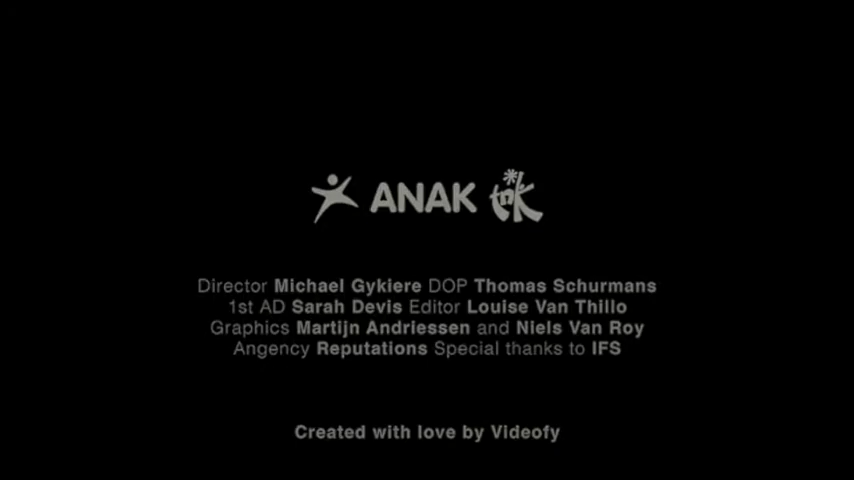 ANAK tnk
Director Michael Gykiere DOP Thomas Schurmans
1st AD Sarah Devis Editor Louise Van Thillo
Graphics Martijn Andriessen and Niels Van Roy
Angency Reputations Special thanks to IFS
Created with love by Videofy